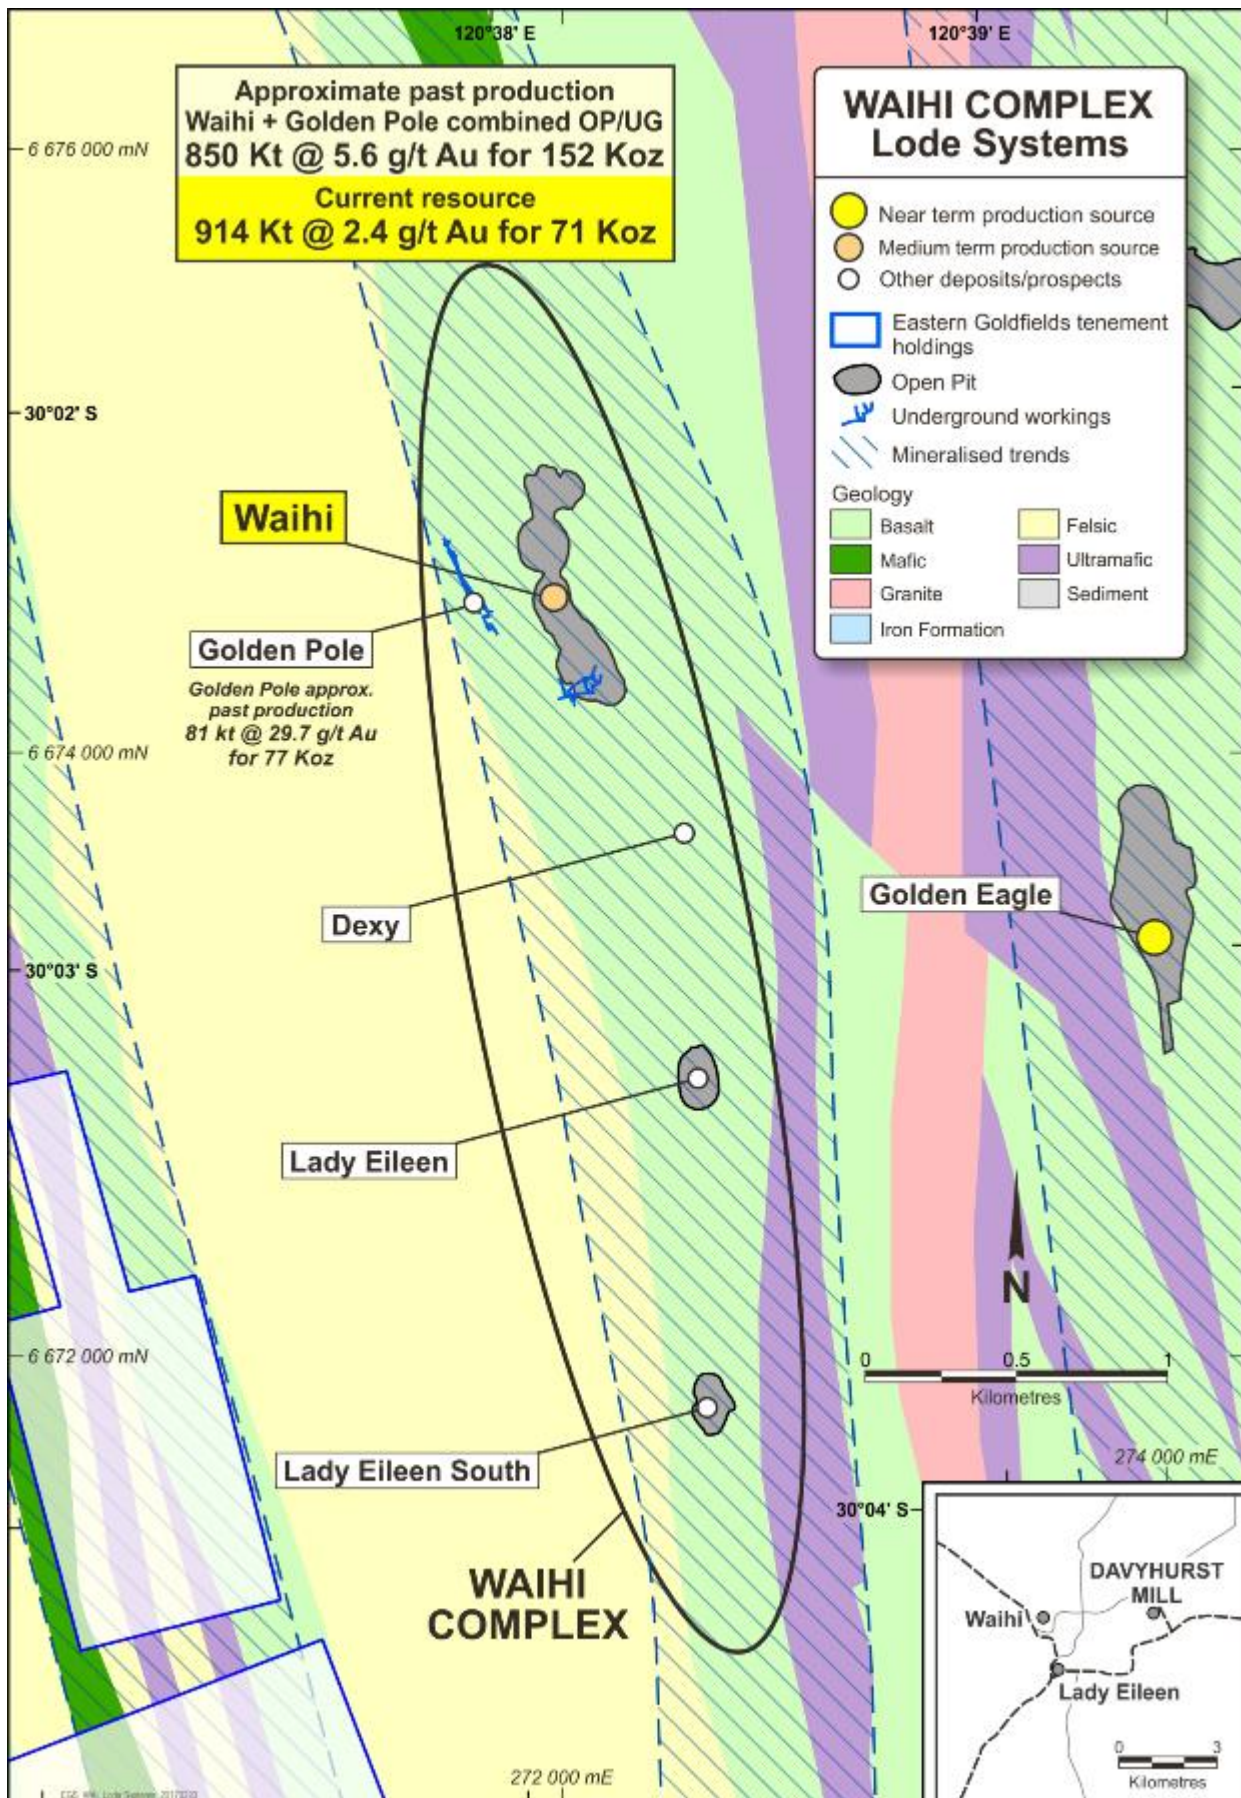 120°38' E
120°39' E
Approximate past production
Waihi + Golden Pole combined OP/UG
850 Kt @ 5.6 g/t Au for 152 Koz
Current resource
914 Kt @ 2.4 g/t Au for 71 Koz
WAIHI COMPLEX
Lode Systems
Near term production source
Medium term production source
Other deposits/prospects
Eastern Goldfields tenement
holdings
Open Pit
Underground workings
Mineralised trends
Geology
Basalt
Felsic
Mafic
Ultramafic
Granite
Sediment
Iron Formation
6 676 000 mN
30°02' S
Waihi
Golden Pole
Golden Pole approx.
past production
81 kt @ 29.7 g/t Au
for 77 Koz
6 674 000 mN
Dexy
Golden Eagle
30°03' S
Lady Eileen
N
6 672 000 mN
0 0.5 1
Kilometres
Lady Eileen South
274 000 mE
30°04' S
WAIHI
COMPLEX
DAVYHURST
MILL
Waihi
Lady Eileen
0 3
Kilometres
272 000 mE